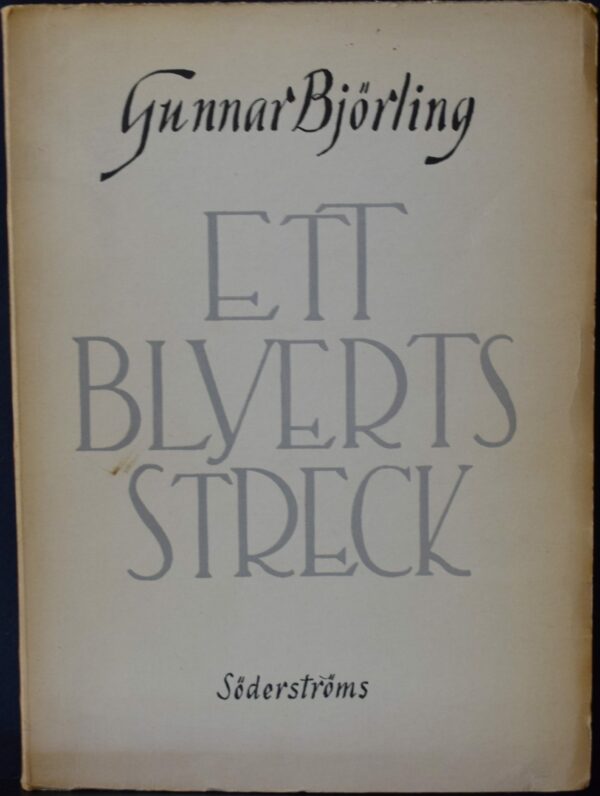 Gunnar Björling
ETT
BLYERTS
STRECK
Söderströms